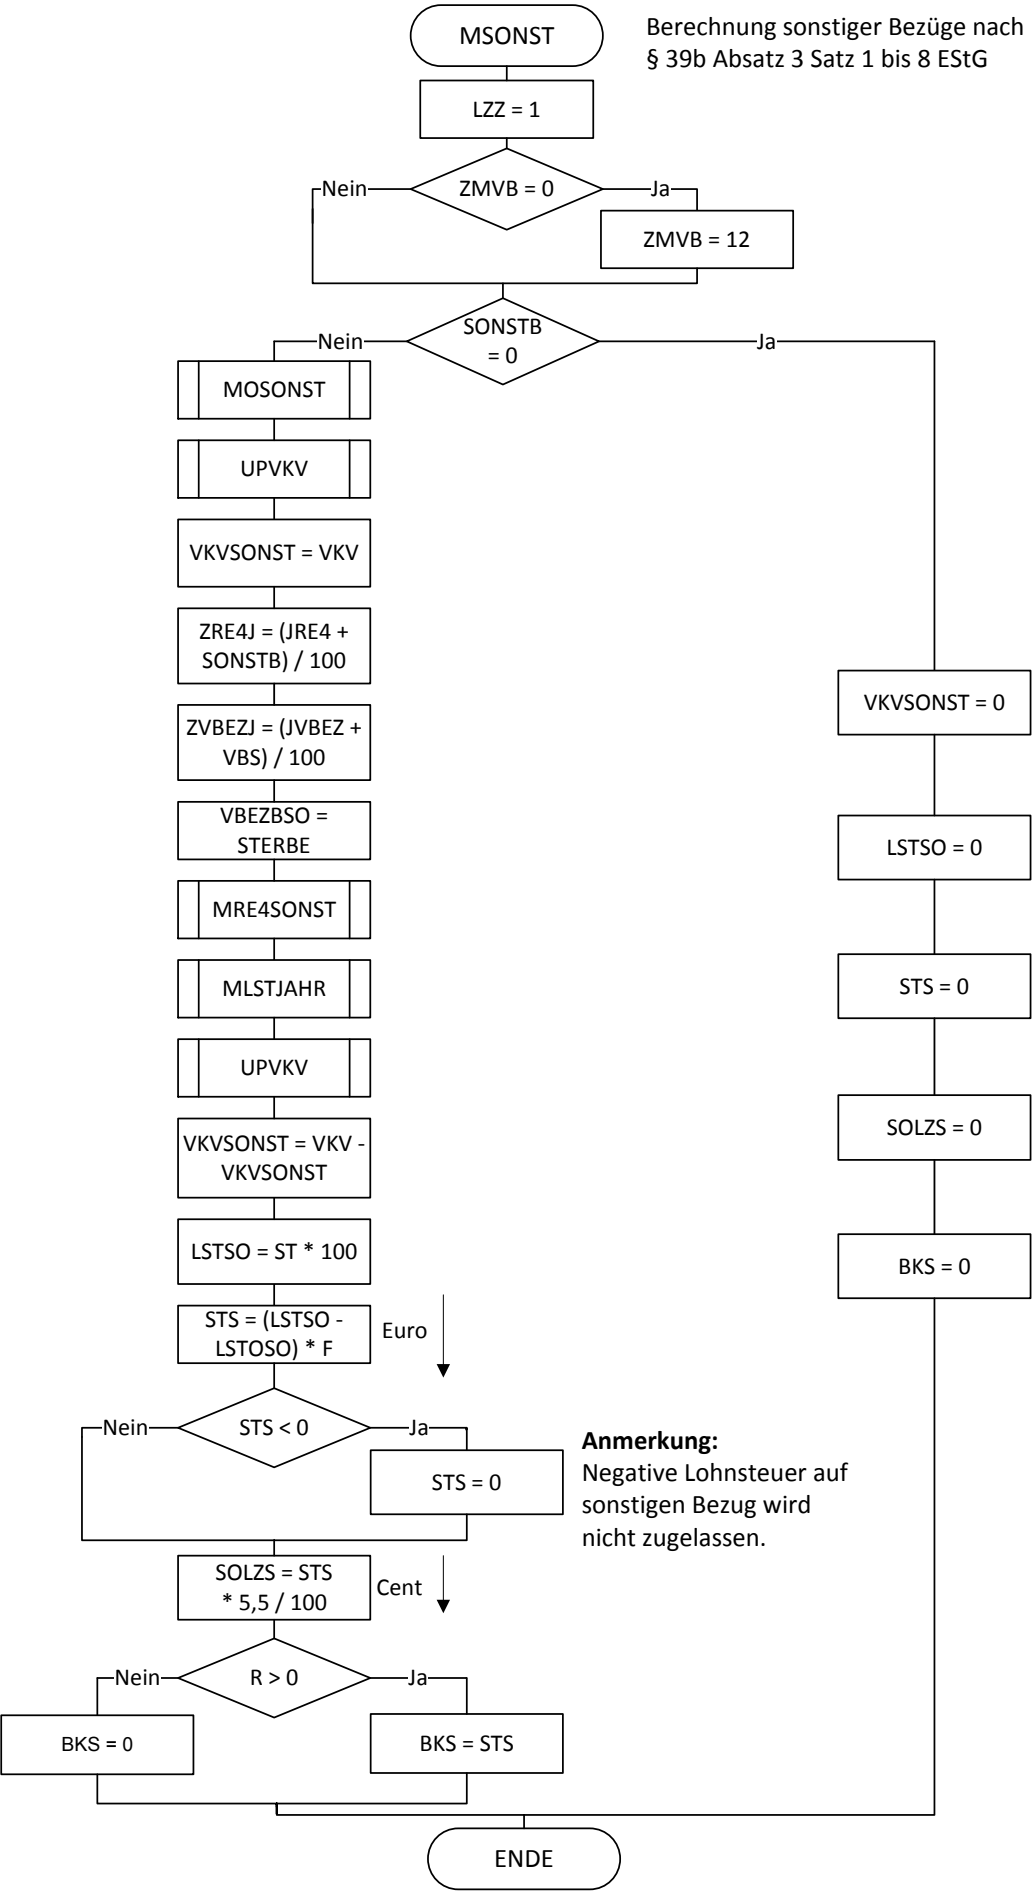 MSONST
Berechnung sonstiger Bezüge nach
§ 39b Absatz 3 Satz 1 bis 8 EStG
LZZ = 1
Nein
ZMVB = 0
Ja
ZMVB = 12
Nein
SONSTB
= 0
Ja
MOSONST
UPVKV
VKVSONST = VKV
ZRE4J = (JRE4 +
SONSTB) / 100
ZVBEZJ = (JVBEZ +
VBS) / 100
VBEZBSO =
STERBE
MRE4SONST
MLSTJAHR
UPVKV
VKVSONST = VKV -
VKVSONST
LSTSO = ST * 100
STS = (LSTSO -
LSTOSO) * F
Euro
Nein
STS < 0
Ja
STS = 0
Anmerkung:
Negative Lohnsteuer auf
sonstigen Bezug wird
nicht zugelassen.
SOLZS = STS
* 5,5 / 100
Cent
Nein
R > 0
Ja
BKS = 0
BKS = STS
VKVSONST = 0
LSTSO = 0
STS = 0
SOLZS = 0
BKS = 0
ENDE